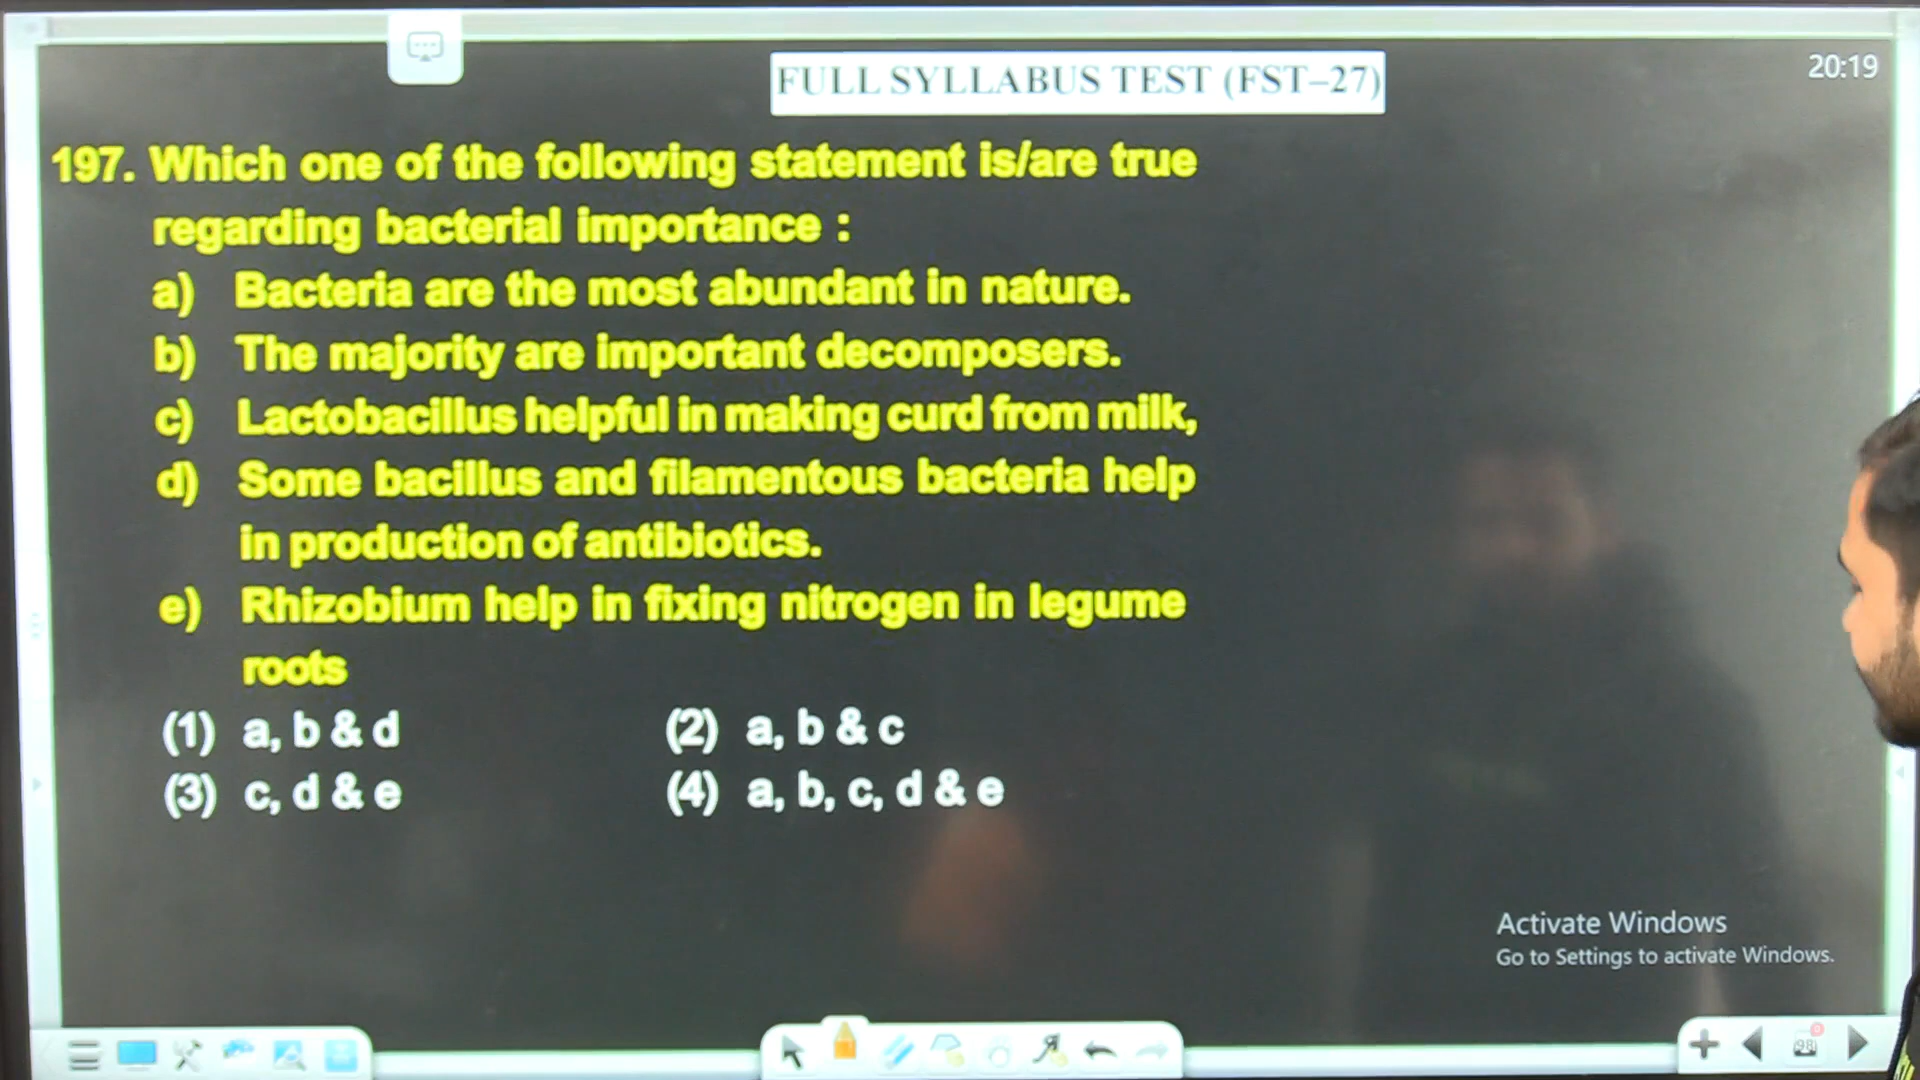 20:19
FULL SYLLABUS TEST (FST–27)
197. Which one of the following statement is/are true
regarding bacterial importance :
a) Bacteria are the most abundant in nature.
b) The majority are important decomposers.
c) Lactobacillus helpful in making curd from milk,
d) Some bacillus and filamentous bacteria help
in production of antibiotics.
e) Rhizobium help in fixing nitrogen in legume
roots
(1) a, b & d (2) a, b & c
(3) c, d & e (4) a, b, c, d & e
Activate Windows
Go to Settings to activate Windows.
98